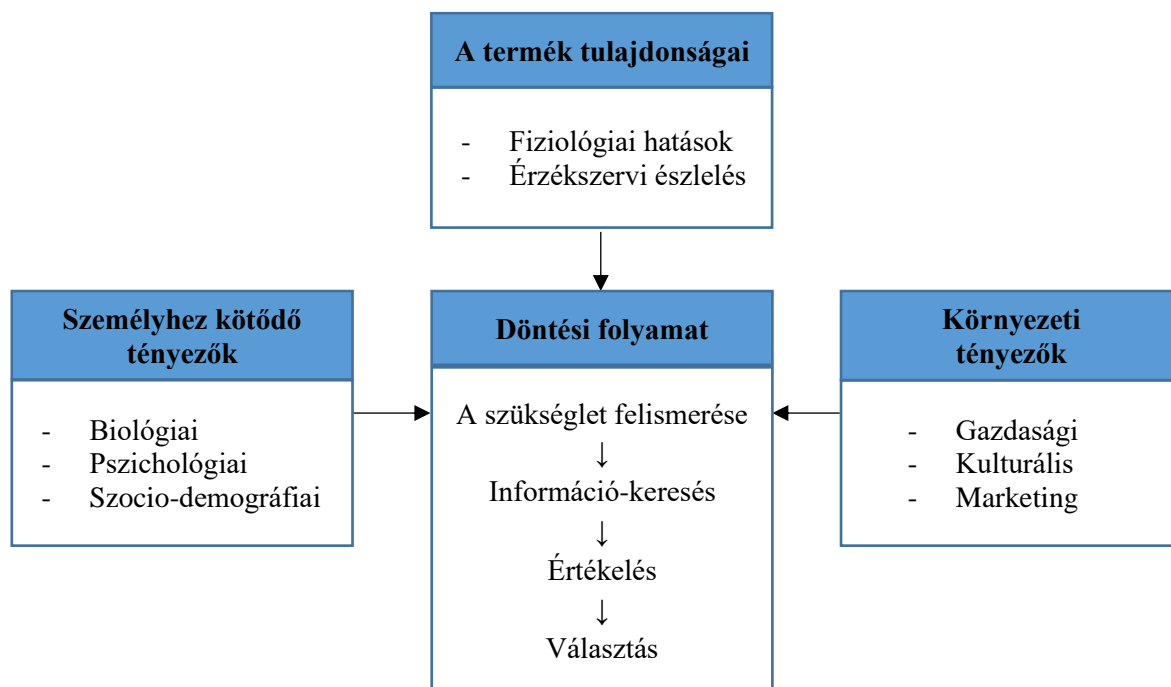 A termék tulajdonságai
- Fiziológiai hatások
- Érzékszervi észlelés
Személyhez kötődő
tényezők
- Biológiai
- Pszichológiai
- Szocio-demográfiai
Döntési folyamat
A szükséglet felismerése
↓
Információ-keresés
↓
Értékelés
↓
Választás
Környezeti
tényezők
- Gazdasági
- Kulturális
- Marketing